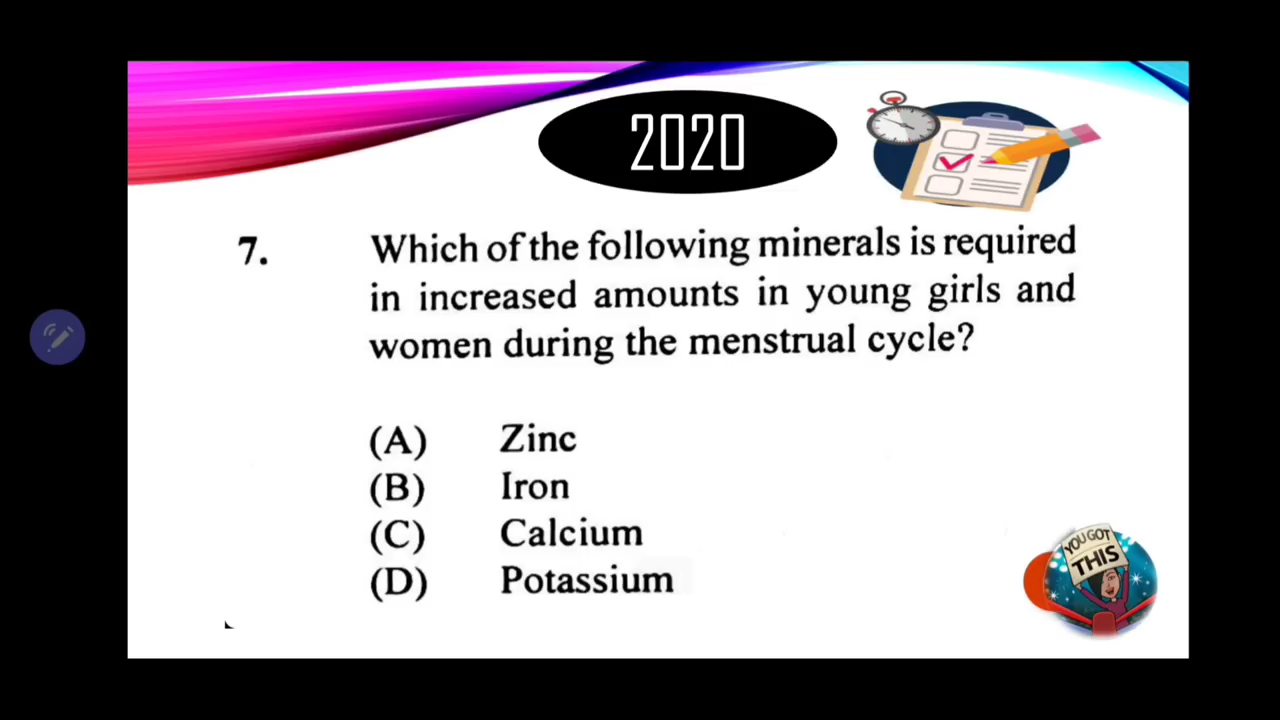 2020
7. Which of the following minerals is required
in increased amounts in young girls and
women during the menstrual cycle?
(A) Zinc
(B) Iron
(C) Calcium
(D) Potassium
YOU GOT
THIS